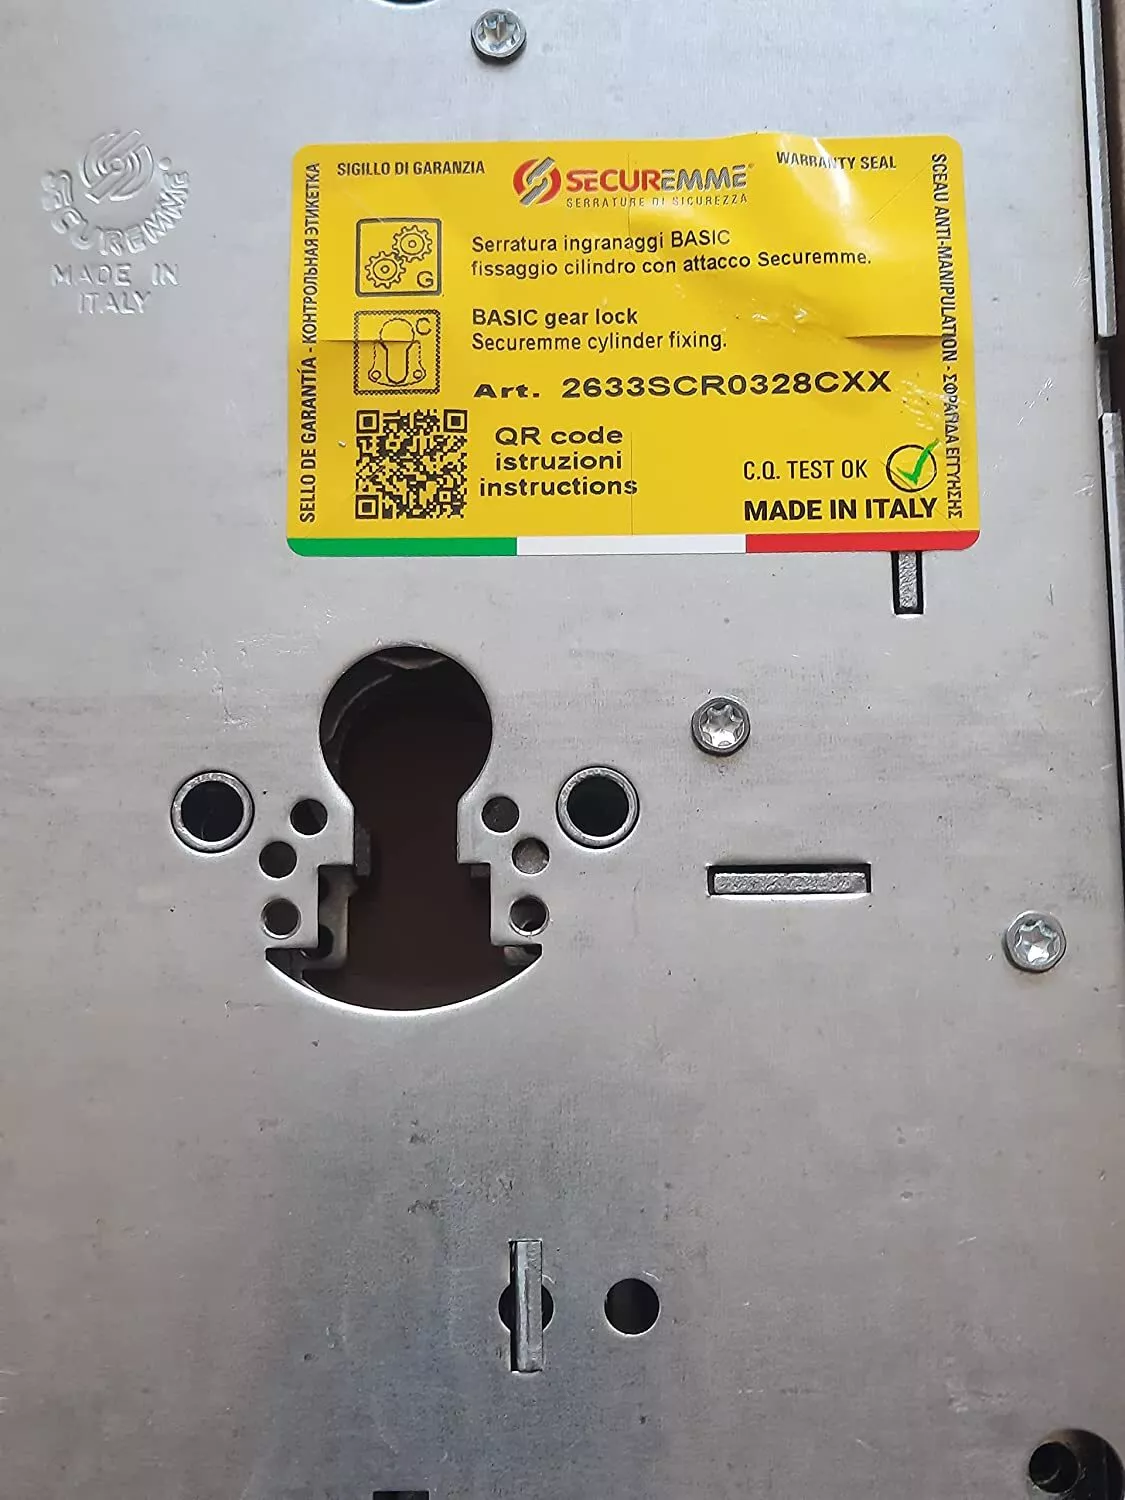 SECUREMME
MADE IN
ITALY
SIGILLO DI GARANZIA
SECUREMME
SERRATURE DI SICUREZZA
WARRANTY SEAL
SELLO DE GARANTÍA - КОНТРОЛЬНАЯ ЭТИКЕТКА
SCEAU ANTI-MANIPULATION - ΣΦΡΑΓΙΔΑ ΕΓΓΥΗΣΗΣ
G
Serratura ingranaggi BASIC
fissaggio cilindro con attacco Securemme.
C
BASIC gear lock
Securemme cylinder fixing.
Art. 2633SCR0328CXX
QR code
istruzioni
instructions
C.Q. TEST OK
MADE IN ITALY